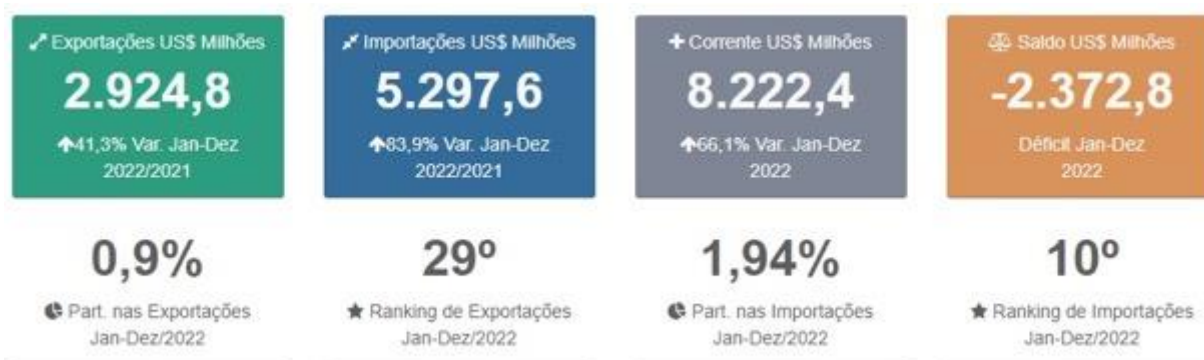 Exportações US$ Milhões
2.924,8
41,3% Var. Jan-Dez
2022/2021
Importações US$ Milhões
5.297,6
83,9% Var. Jan-Dez
2022/2021
Corrente US$ Milhões
8.222,4
66,1% Var. Jan-Dez
2022
Saldo US$ Milhões
-2.372,8
Déficit Jan-Dez
2022
0,9%
Part. nas Exportações
Jan-Dez/2022
29º
Ranking de Exportações
Jan-Dez/2022
1,94%
Part. nas Importações
Jan-Dez/2022
10º
Ranking de Importações
Jan-Dez/2022